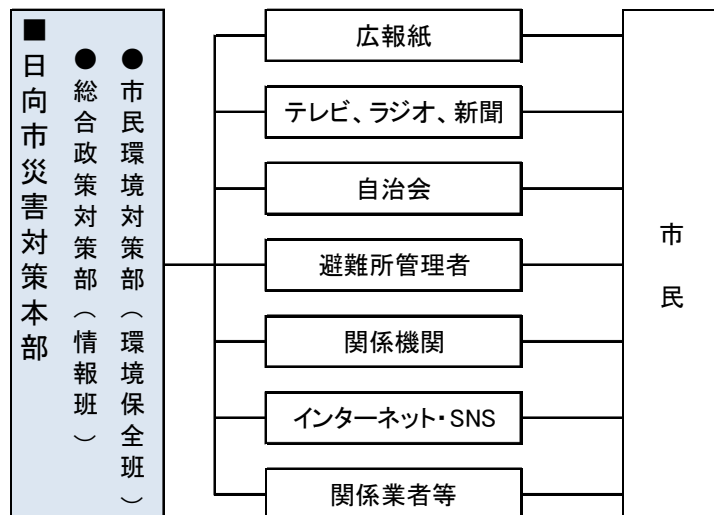 ■日向市災害対策本部
●総合政策対策部（情報班）
●市民環境対策部（環境保全班）
広報紙
テレビ、ラジオ、新聞
自治会
避難所管理者
関係機関
インターネット・SNS
関係業者等
市民